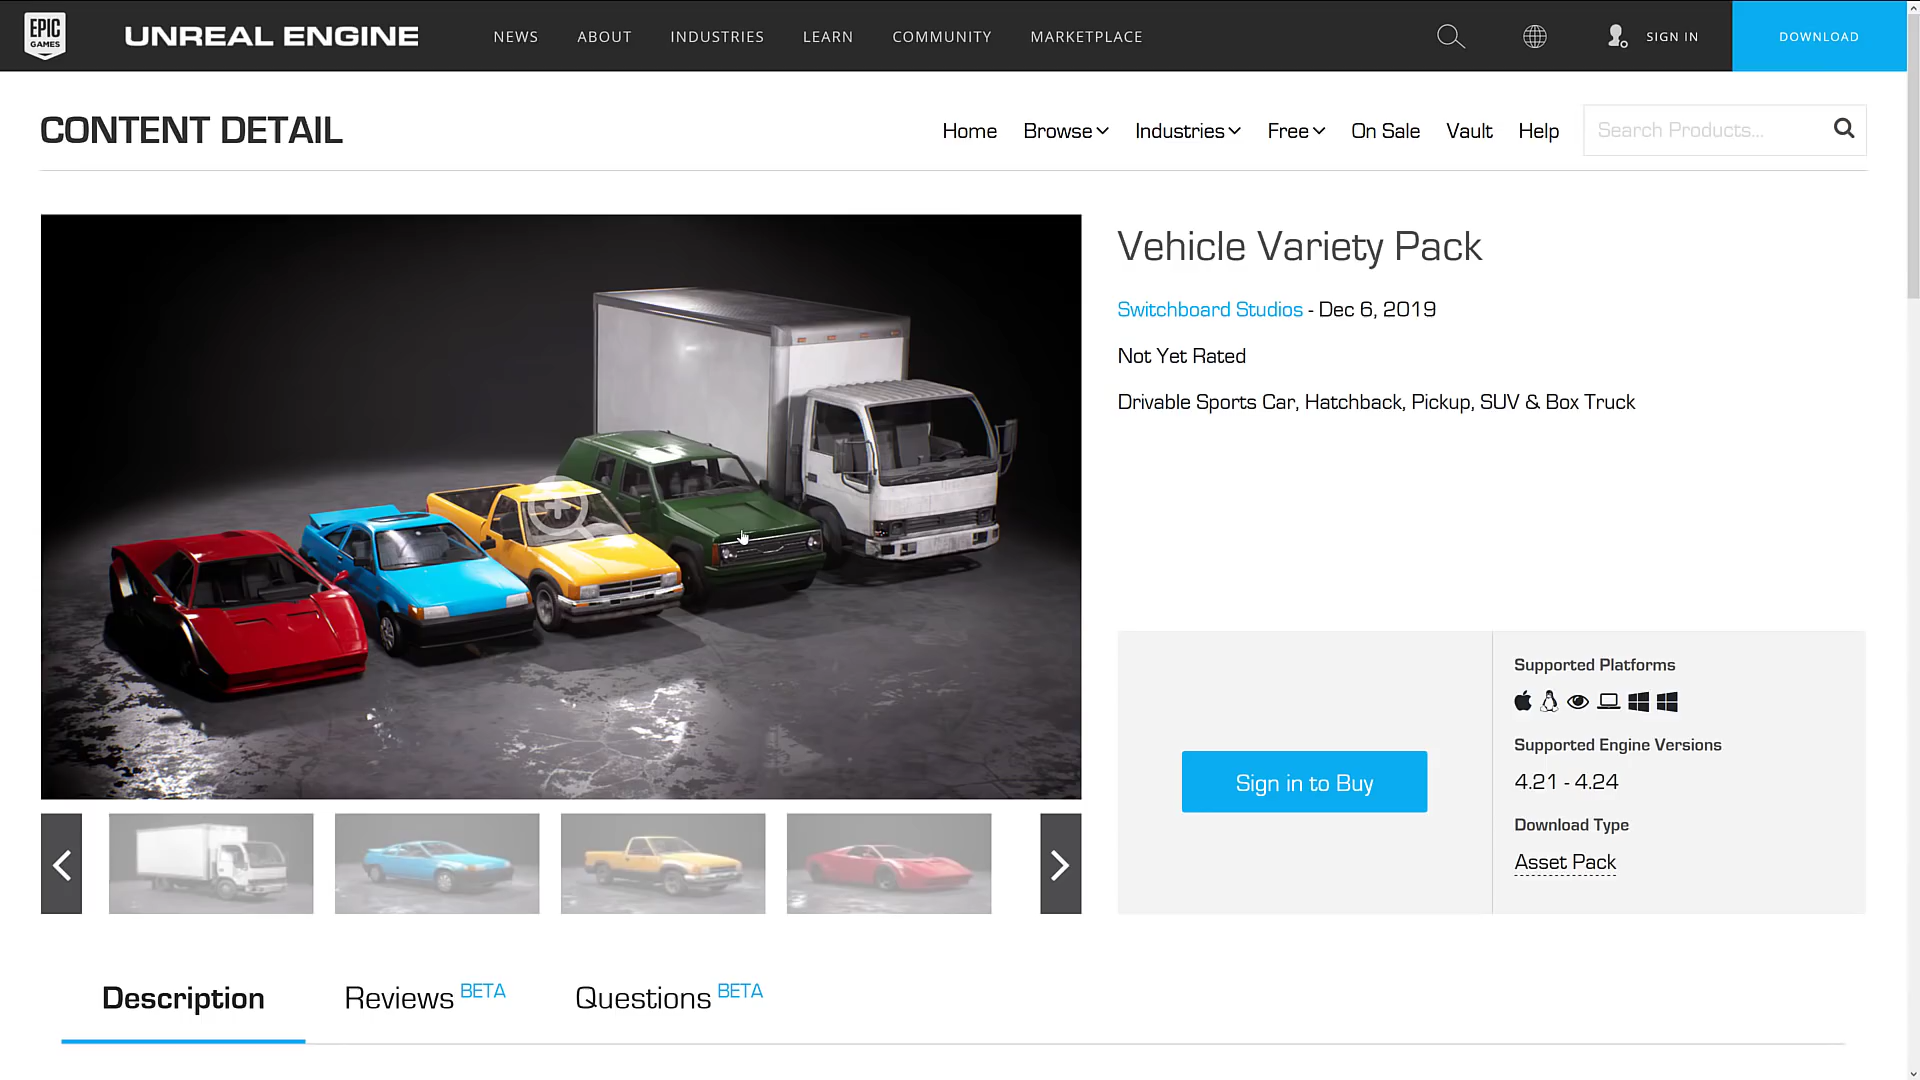 EPIC
GAMES
UNREAL ENGINE
NEWS
ABOUT
INDUSTRIES
LEARN
COMMUNITY
MARKETPLACE
SIGN IN
DOWNLOAD
CONTENT DETAIL
Home
Browse
Industries
Free
On Sale
Vault
Help
Search Products...
Vehicle Variety Pack
Switchboard Studios - Dec 6, 2019
Not Yet Rated
Drivable Sports Car, Hatchback, Pickup, SUV & Box Truck
Sign in to Buy
Supported Platforms
Supported Engine Versions
4.21 - 4.24
Download Type
Asset Pack
Description
Reviews BETA
Questions BETA